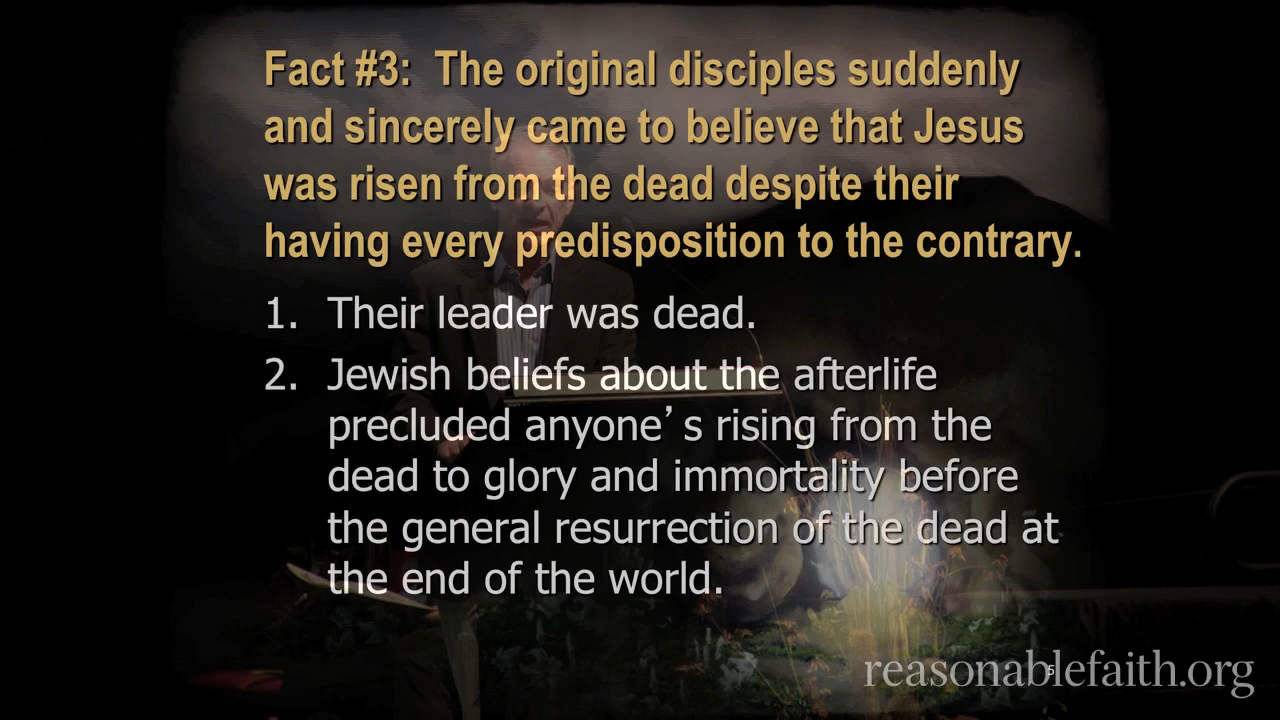 Fact #3: The original disciples suddenly
and sincerely came to believe that Jesus
was risen from the dead despite their
having every predisposition to the contrary.
1. Their leader was dead.
2. Jewish beliefs about the afterlife
precluded anyone’s rising from the
dead to glory and immortality before
the general resurrection of the dead at
the end of the world.
reasonablefaith.org
5